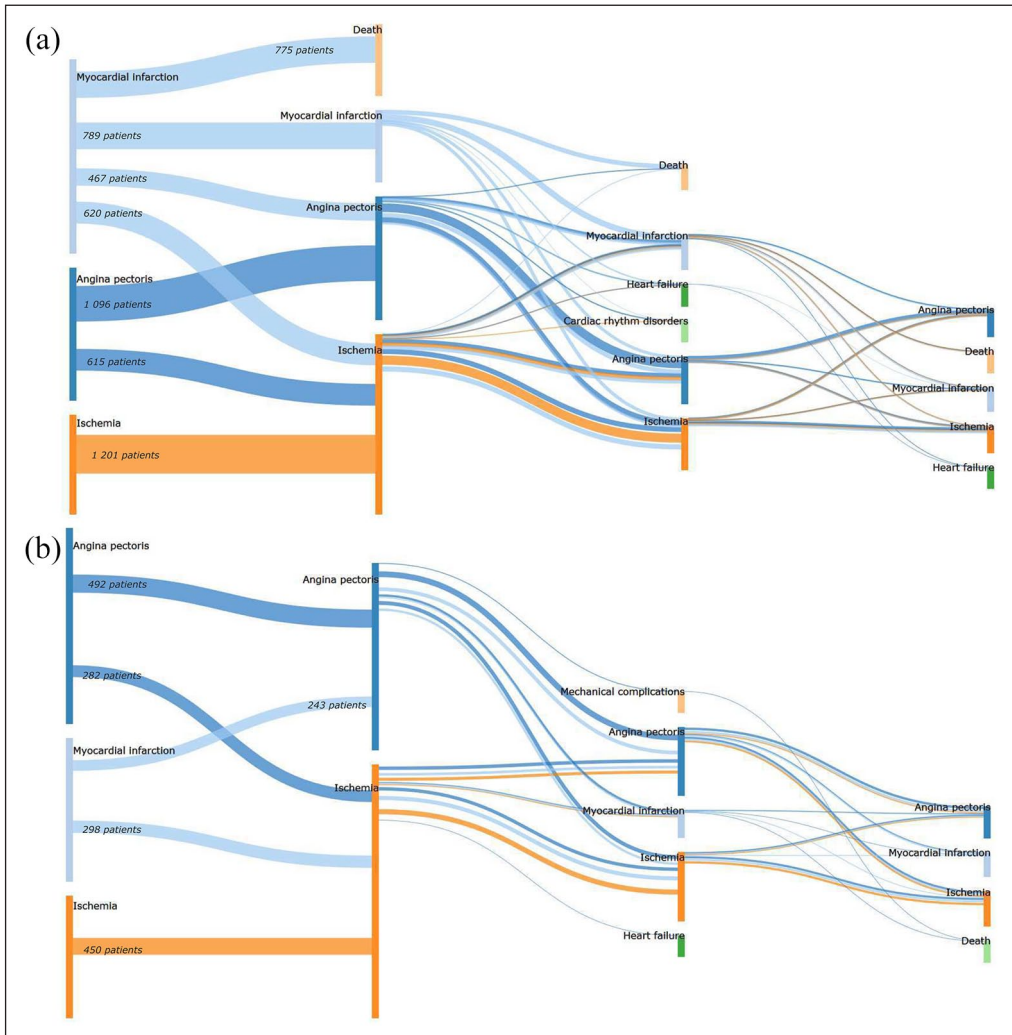 (a)
Death
775 patients
Myocardial infarction
Myocardial infarction
789 patients
Death
467 patients
Angina pectoris
620 patients
Myocardial infarction
Angina pectoris
Heart failure
1 096 patients
Angina pectoris
Cardiac rhythm disorders
Ischemia
Death
615 patients
Angina pectoris
Myocardial infarction
Ischemia
Ischemia
Ischemia
1 201 patients
Heart failure
(b)
Angina pectoris
Angina pectoris
492 patients
282 patients
Mechanical complications
243 patients
Angina pectoris
Myocardial infarction
Ischemia
Angina pectoris
Myocardial infarction
298 patients
Ischemia
Myocardial infarction
Ischemia
Ischemia
Heart failure
Death
450 patients